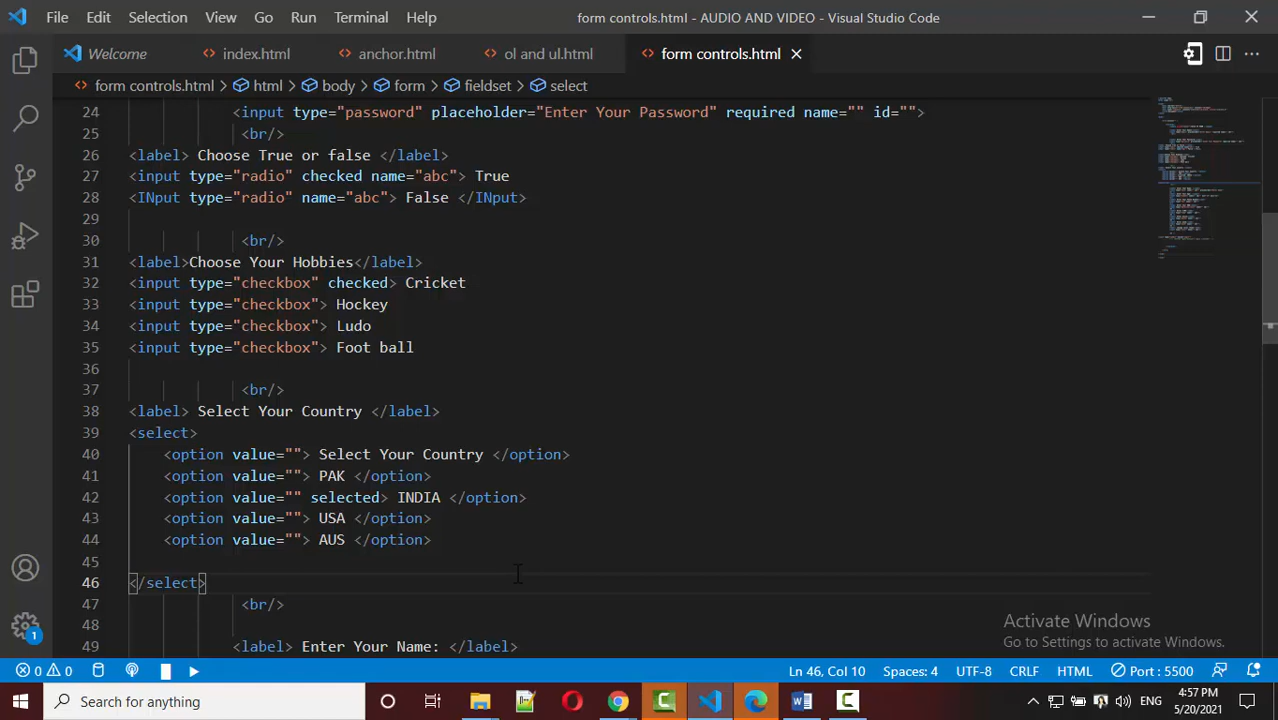 File Edit Selection View Go Run Terminal Help form controls.html - AUDIO AND VIDEO - Visual Studio Code
Welcome index.html anchor.html ol and ul.html form controls.html
form controls.html > html > body > form > fieldset > select
24 <input type="password" placeholder="Enter Your Password" required name="" id="">
25 <br/>
26 <label> Choose True or false </label>
27 <input type="radio" checked name="abc"> True
28 <INput type="radio" name="abc"> False </INput>
29
30 <br/>
31 <label>Choose Your Hobbies</label>
32 <input type="checkbox" checked> Cricket
33 <input type="checkbox"> Hockey
34 <input type="checkbox"> Ludo
35 <input type="checkbox"> Foot ball
36
37 <br/>
38 <label> Select Your Country </label>
39 <select>
40 <option value=""> Select Your Country </option>
41 <option value=""> PAK </option>
42 <option value="" selected> INDIA </option>
43 <option value=""> USA </option>
44 <option value=""> AUS </option>
45
46 </select>
47 <br/>
48
49 <label> Enter Your Name: </label>
Activate Windows
Go to Settings to activate Windows.
1
0 0 Ln 46, Col 10 Spaces: 4 UTF-8 CRLF HTML Port : 5500
Search for anything ENG 4:57 PM
5/20/2021